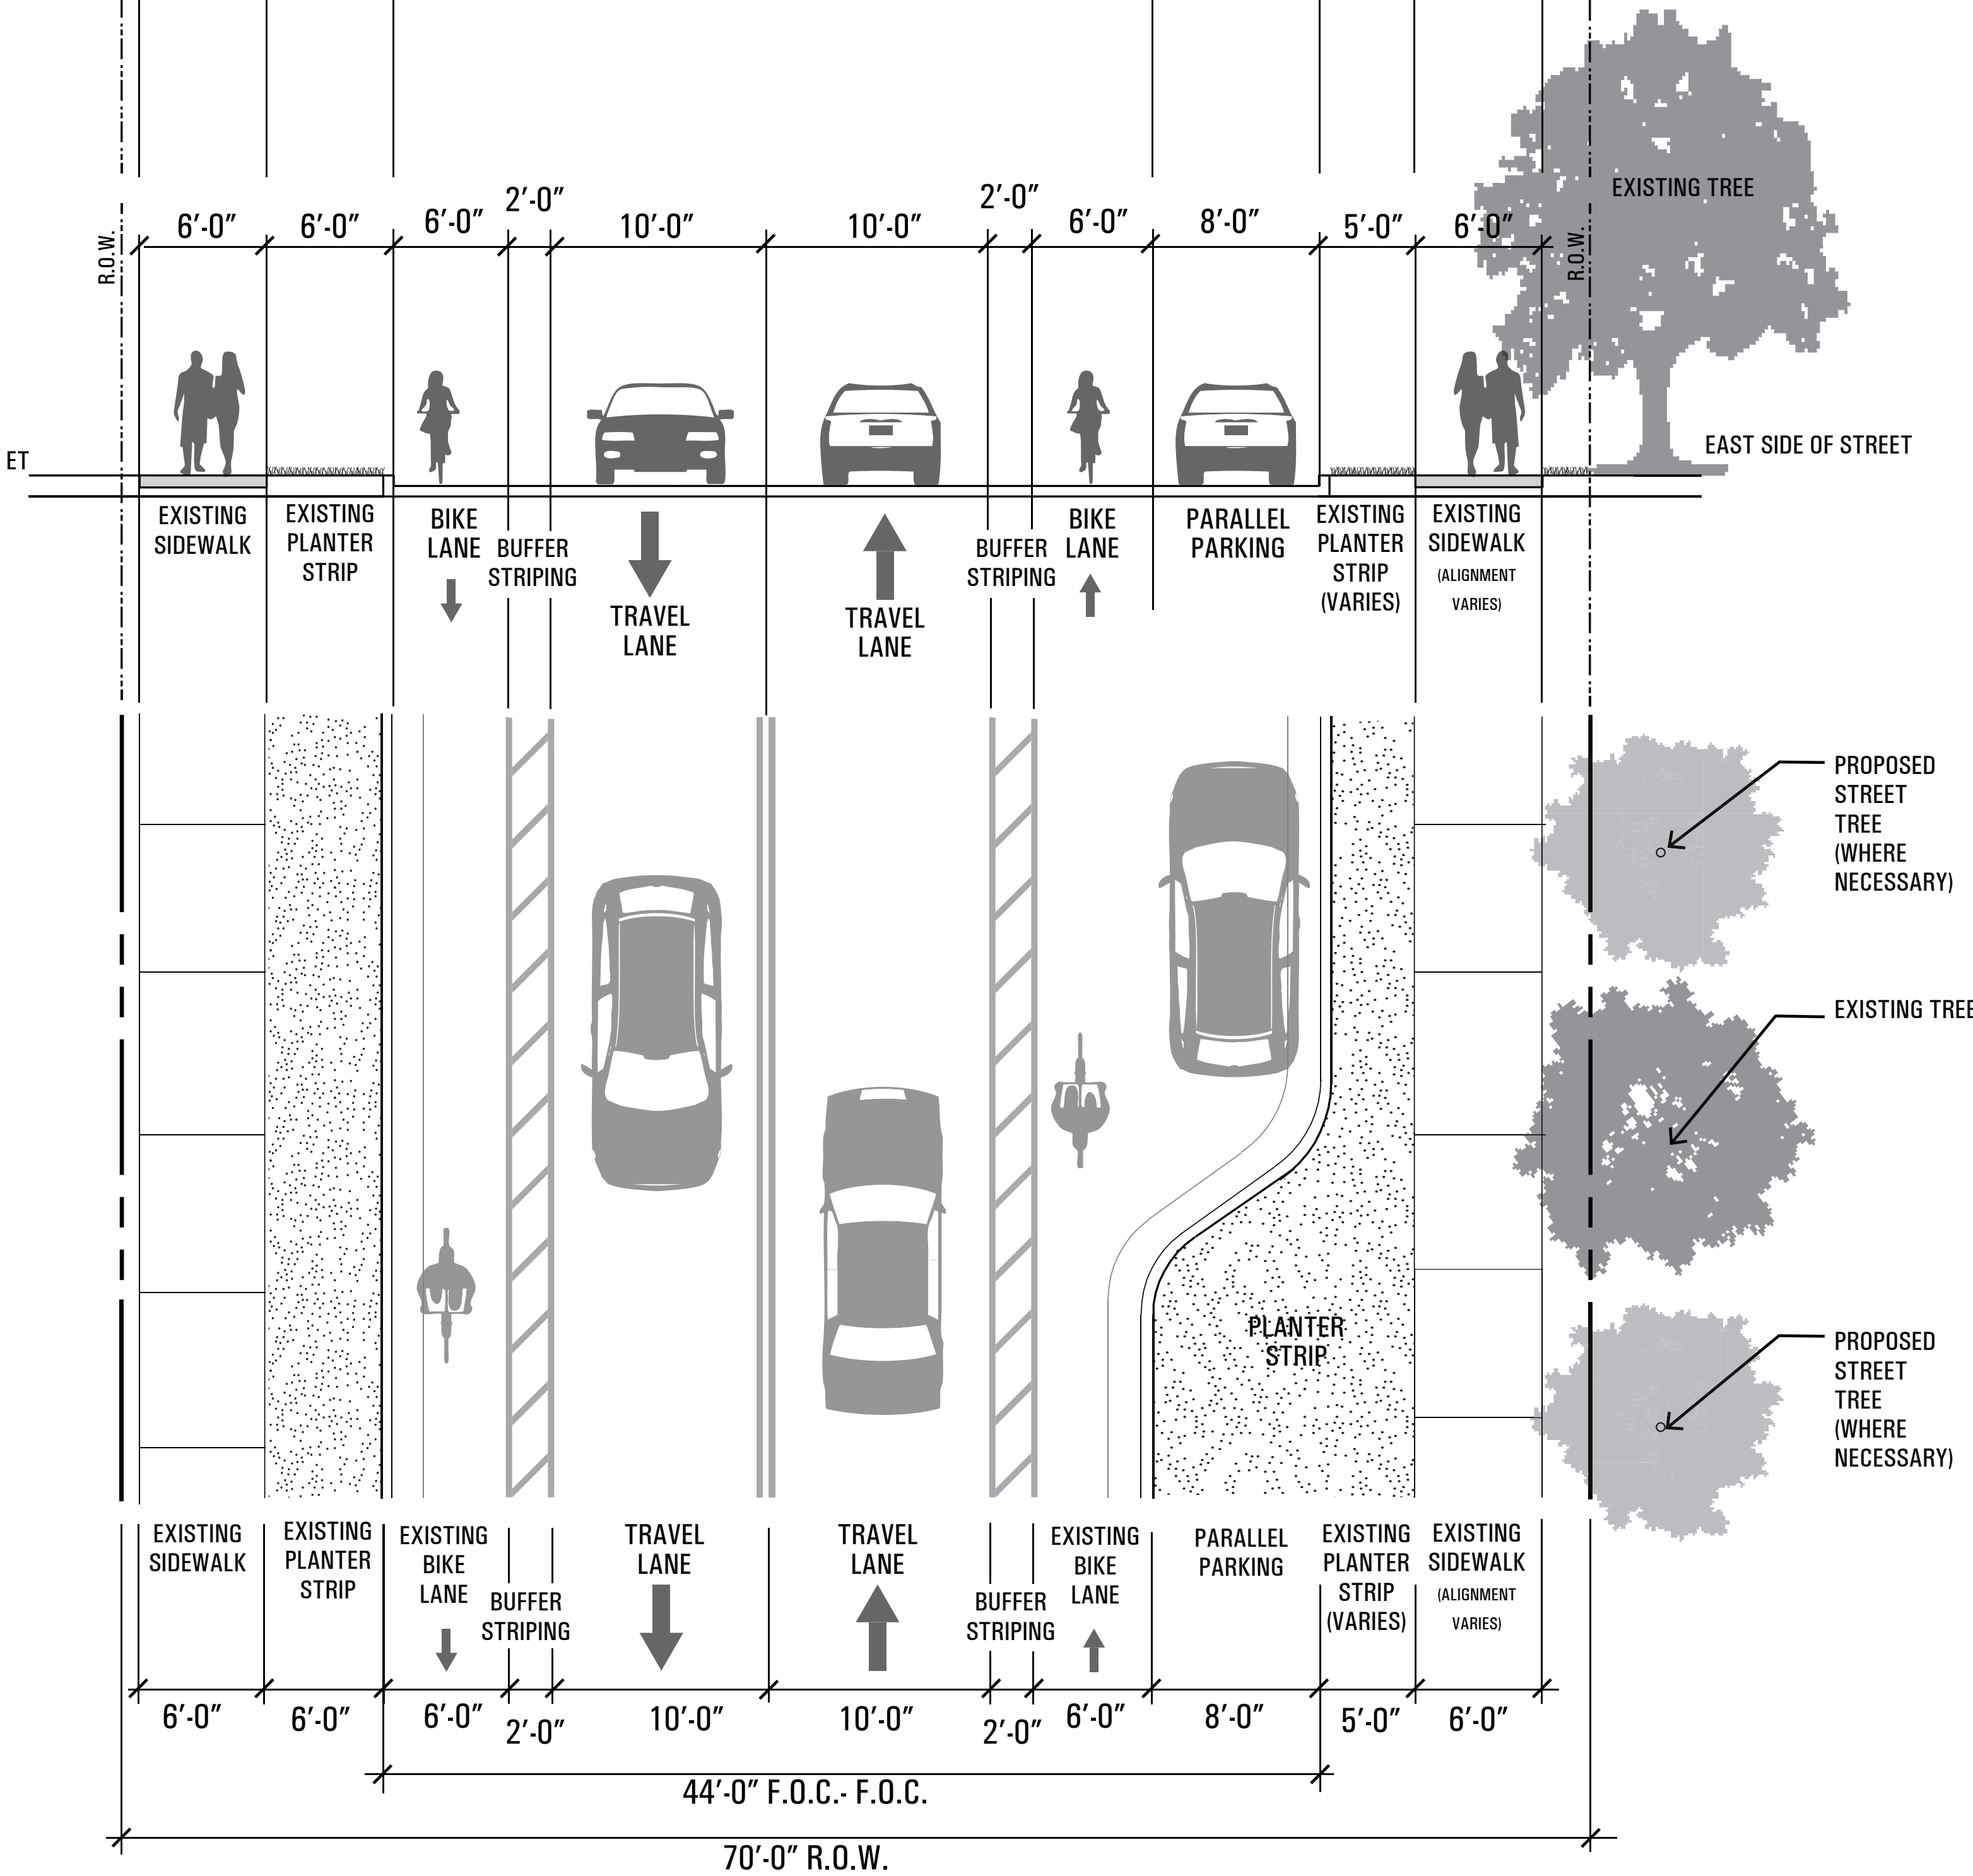 2'-0" 2'-0"
6'-0" 6'-0" 6'-0" 10'-0" 10'-0" 6'-0" 8'-0" 5'-0" 6'-0"
EXISTING TREE
R.O.W.
R.O.W.
ET
EAST SIDE OF STREET
EXISTING
SIDEWALK
EXISTING
PLANTER
STRIP
BIKE
LANE
BUFFER
STRIPING
TRAVEL
LANE
TRAVEL
LANE
BUFFER
STRIPING
BIKE
LANE
PARALLEL
PARKING
EXISTING
PLANTER
STRIP
(VARIES)
EXISTING
SIDEWALK
(ALIGNMENT
VARIES)
PROPOSED
STREET
TREE
(WHERE
NECESSARY)
EXISTING TREE
PLANTER
STRIP
PROPOSED
STREET
TREE
(WHERE
NECESSARY)
EXISTING
SIDEWALK
EXISTING
PLANTER
STRIP
EXISTING
BIKE
LANE
BUFFER
STRIPING
TRAVEL
LANE
TRAVEL
LANE
BUFFER
STRIPING
EXISTING
BIKE
LANE
PARALLEL
PARKING
EXISTING
PLANTER
STRIP
(VARIES)
EXISTING
SIDEWALK
(ALIGNMENT
VARIES)
6'-0" 6'-0" 6'-0" 2'-0" 10'-0" 10'-0" 2'-0" 6'-0" 8'-0" 5'-0" 6'-0"
44'-0" F.O.C.- F.O.C.
70'-0" R.O.W.